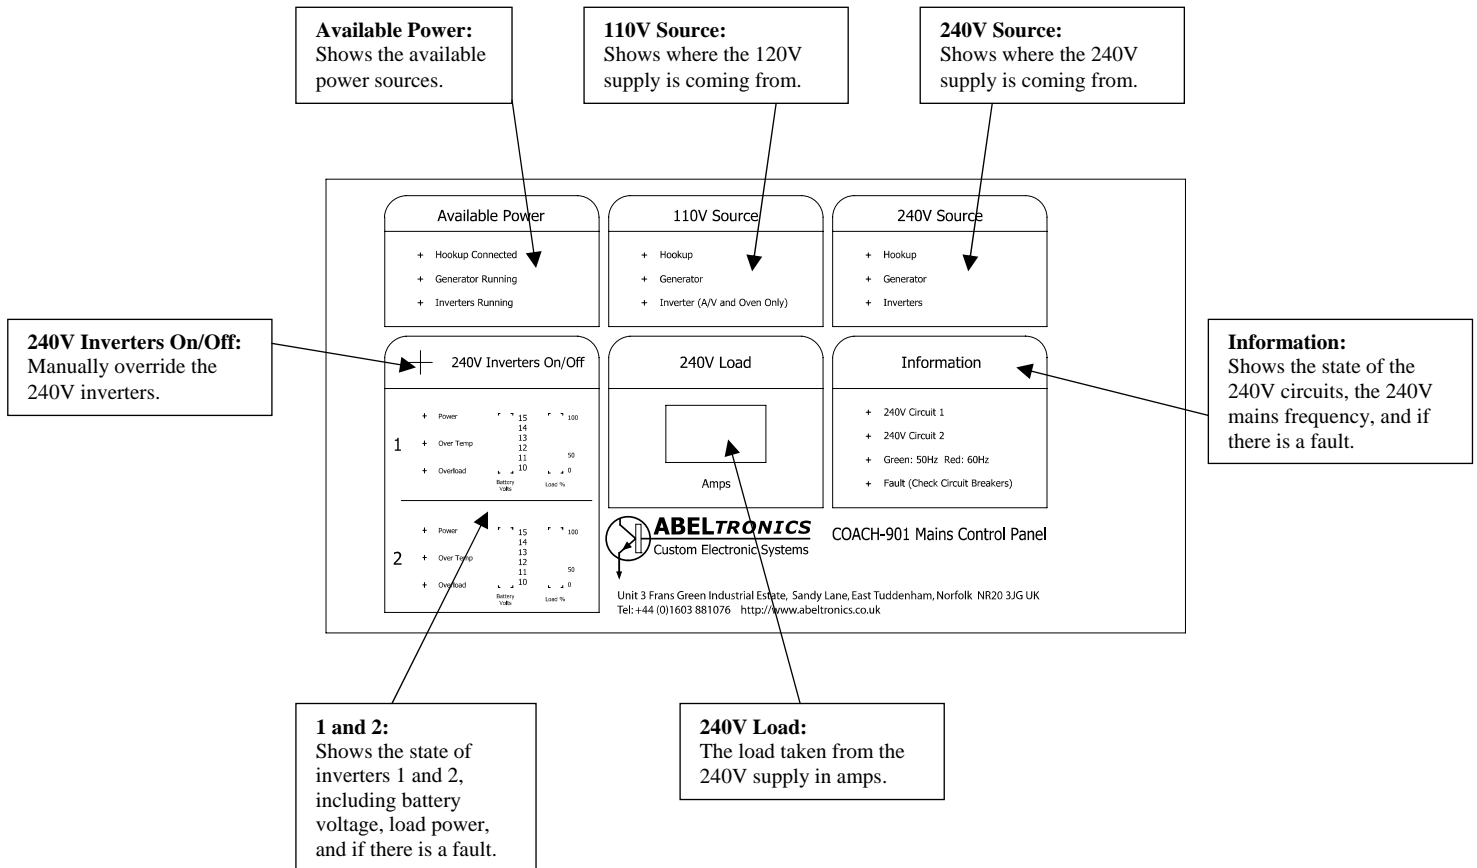 Available Power:
Shows the available
power sources.
110V Source:
Shows where the 120V
supply is coming from.
240V Source:
Shows where the 240V
supply is coming from.
Available Power
+ Hookup Connected
+ Generator Running
+ Inverters Running
110V Source
+ Hookup
+ Generator
+ Inverter (A/V and Oven Only)
240V Source
+ Hookup
+ Generator
+ Inverters
240V Inverters On/Off:
Manually override the
240V inverters.
240V Inverters On/Off
1
+ Power
+ Over Temp
+ Overload
15
14
13
12
11
10
Battery
Volts
100
50
0
Load %
2
+ Power
+ Over Temp
+ Overload
15
14
13
12
11
10
Battery
Volts
100
50
0
Load %
240V Load
Amps
Information
+ 240V Circuit 1
+ 240V Circuit 2
+ Green: 50Hz Red: 60Hz
+ Fault (Check Circuit Breakers)
Information:
Shows the state of the
240V circuits, the 240V
mains frequency, and if
there is a fault.
ABELTRONICS
Custom Electronic Systems
COACH-901 Mains Control Panel
Unit 3 Frans Green Industrial Estate, Sandy Lane, East Tuddenham, Norfolk NR20 3JG UK
Tel: +44 (0)1603 881076 http://www.abeltronics.co.uk
1 and 2:
Shows the state of
inverters 1 and 2,
including battery
voltage, load power,
and if there is a fault.
240V Load:
The load taken from the
240V supply in amps.